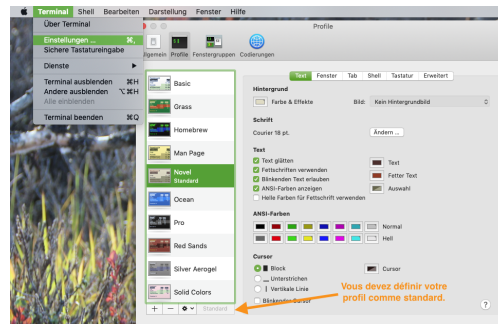 Terminal Shell Bearbeiten Darstellung Fenster Hilfe
Über Terminal
Einstellungen ... ⌘,
Sichere Tastatureingabe
Dienste
Terminal ausblenden ⌘H
Andere ausblenden ⌥⌘H
Alle einblenden
Terminal beenden ⌘Q
Profile
Allgemein Profile Fenstergruppen Codierungen
Basic
Grass
Homebrew
Man Page
Novel
Standard
Ocean
Pro
Red Sands
Silver Aerogel
Solid Colors
+ − Standard
Text Fenster Tab Shell Tastatur Erweitert
Hintergrund
Farbe & Effekte Bild: Kein Hintergrundbild
Schrift
Courier 18 pt. Ändern ...
Text
Text glätten
Fettschriften verwenden
Blinkenden Text erlauben
ANSI-Farben anzeigen
Helle Farben für Fettschrift verwenden
Text
Fetter Text
Auswahl
ANSI-Farben
Normal
Hell
Cursor
Block
Unterstrichen
Vertikale Linie
Blinkender Cursor
Cursor
Vous devez définir votre
profil comme standard.
?